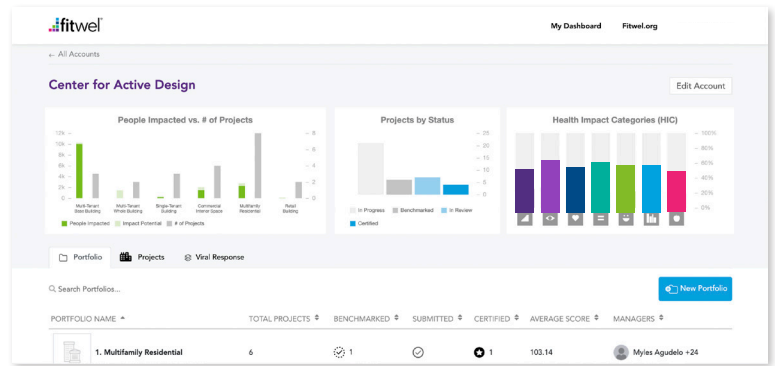 fitwel
My Dashboard Fitwel.org
← All Accounts
Center for Active Design
Edit Account
People Impacted vs. # of Projects
12k
10k
8k
6k
4k
2k
0
8
6
4
2
0
Multi-Tenant Base Building
Multi-Tenant Whole Building
Single-Tenant Building
Commercial Interior Space
Multifamily Residential
Retail Building
People Impacted Impact Potential # of Projects
Projects by Status
25
20
15
10
5
0
In Progress Benchmarked In Review
Certified
Health Impact Categories (HIC)
100%
80%
60%
40%
20%
0%
Portfolio Projects Viral Response
Search Portfolios...
New Portfolio
PORTFOLIO NAME TOTAL PROJECTS BENCHMARKED SUBMITTED CERTIFIED AVERAGE SCORE MANAGERS
1. Multifamily Residential 6 1 1 103.14 Myles Agudelo +24